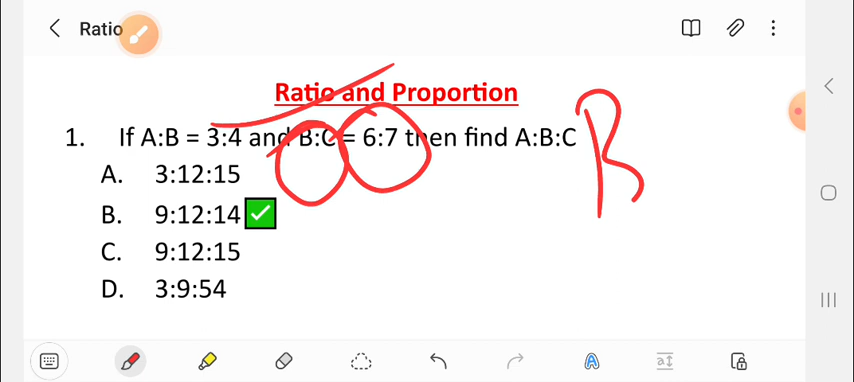 Ratio
Ratio and Proportion
1. If A:B = 3:4 and B:C = 6:7 then find A:B:C
A. 3:12:15
B. 9:12:14
C. 9:12:15
D. 3:9:54
R